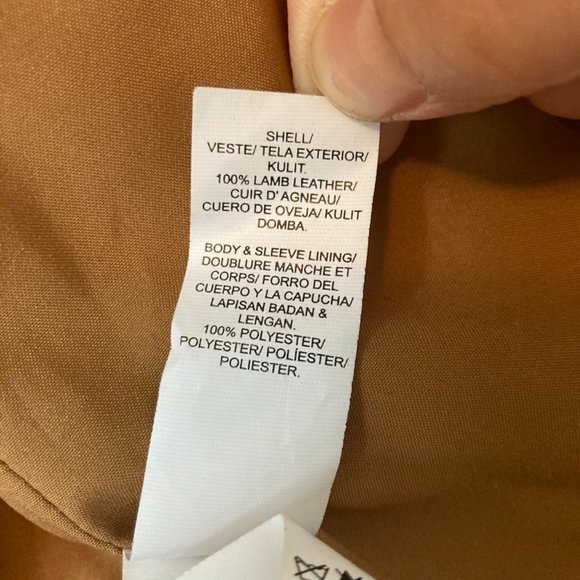 SHELL/
VESTE/ TELA EXTERIOR/
KULIT.
100% LAMB LEATHER/
CUIR D' AGNEAU/
CUERO DE OVEJA/ KULIT
DOMBA.
BODY & SLEEVE LINING/
DOUBLURE MANCHE ET
CORPS/ FORRO DEL
CUERPO Y LA CAPUCHA/
LAPISAN BADAN &
LENGAN.
100% POLYESTER/
POLYESTER/ POLÍESTER/
POLIESTER.